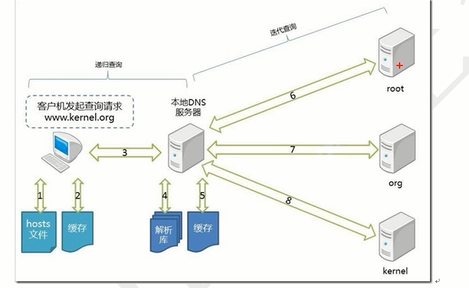 递归查询
迭代查询
客户机发起查询请求
www.kernel.org
本地DNS
服务器
6
root
3
7
org
1
2
4
5
8
hosts
文件
缓存
解析
库
缓存
kernel